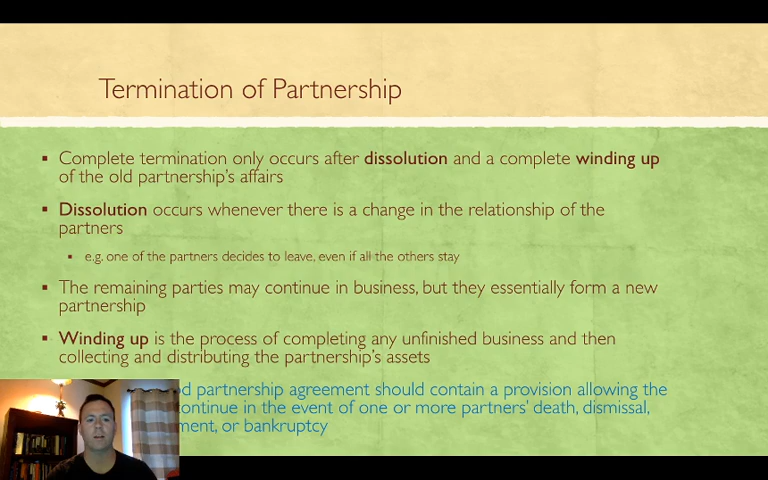 Termination of Partnership
▪ Complete termination only occurs after dissolution and a complete winding up
of the old partnership's affairs
▪ Dissolution occurs whenever there is a change in the relationship of the
partners
▪ e.g. one of the partners decides to leave, even if all the others stay
▪ The remaining parties may continue in business, but they essentially form a new
partnership
▪ Winding up is the process of completing any unfinished business and then
collecting and distributing the partnership's assets
partnership agreement should contain a provision allowing the
continue in the event of one or more partners' death, dismissal,
or bankruptcy